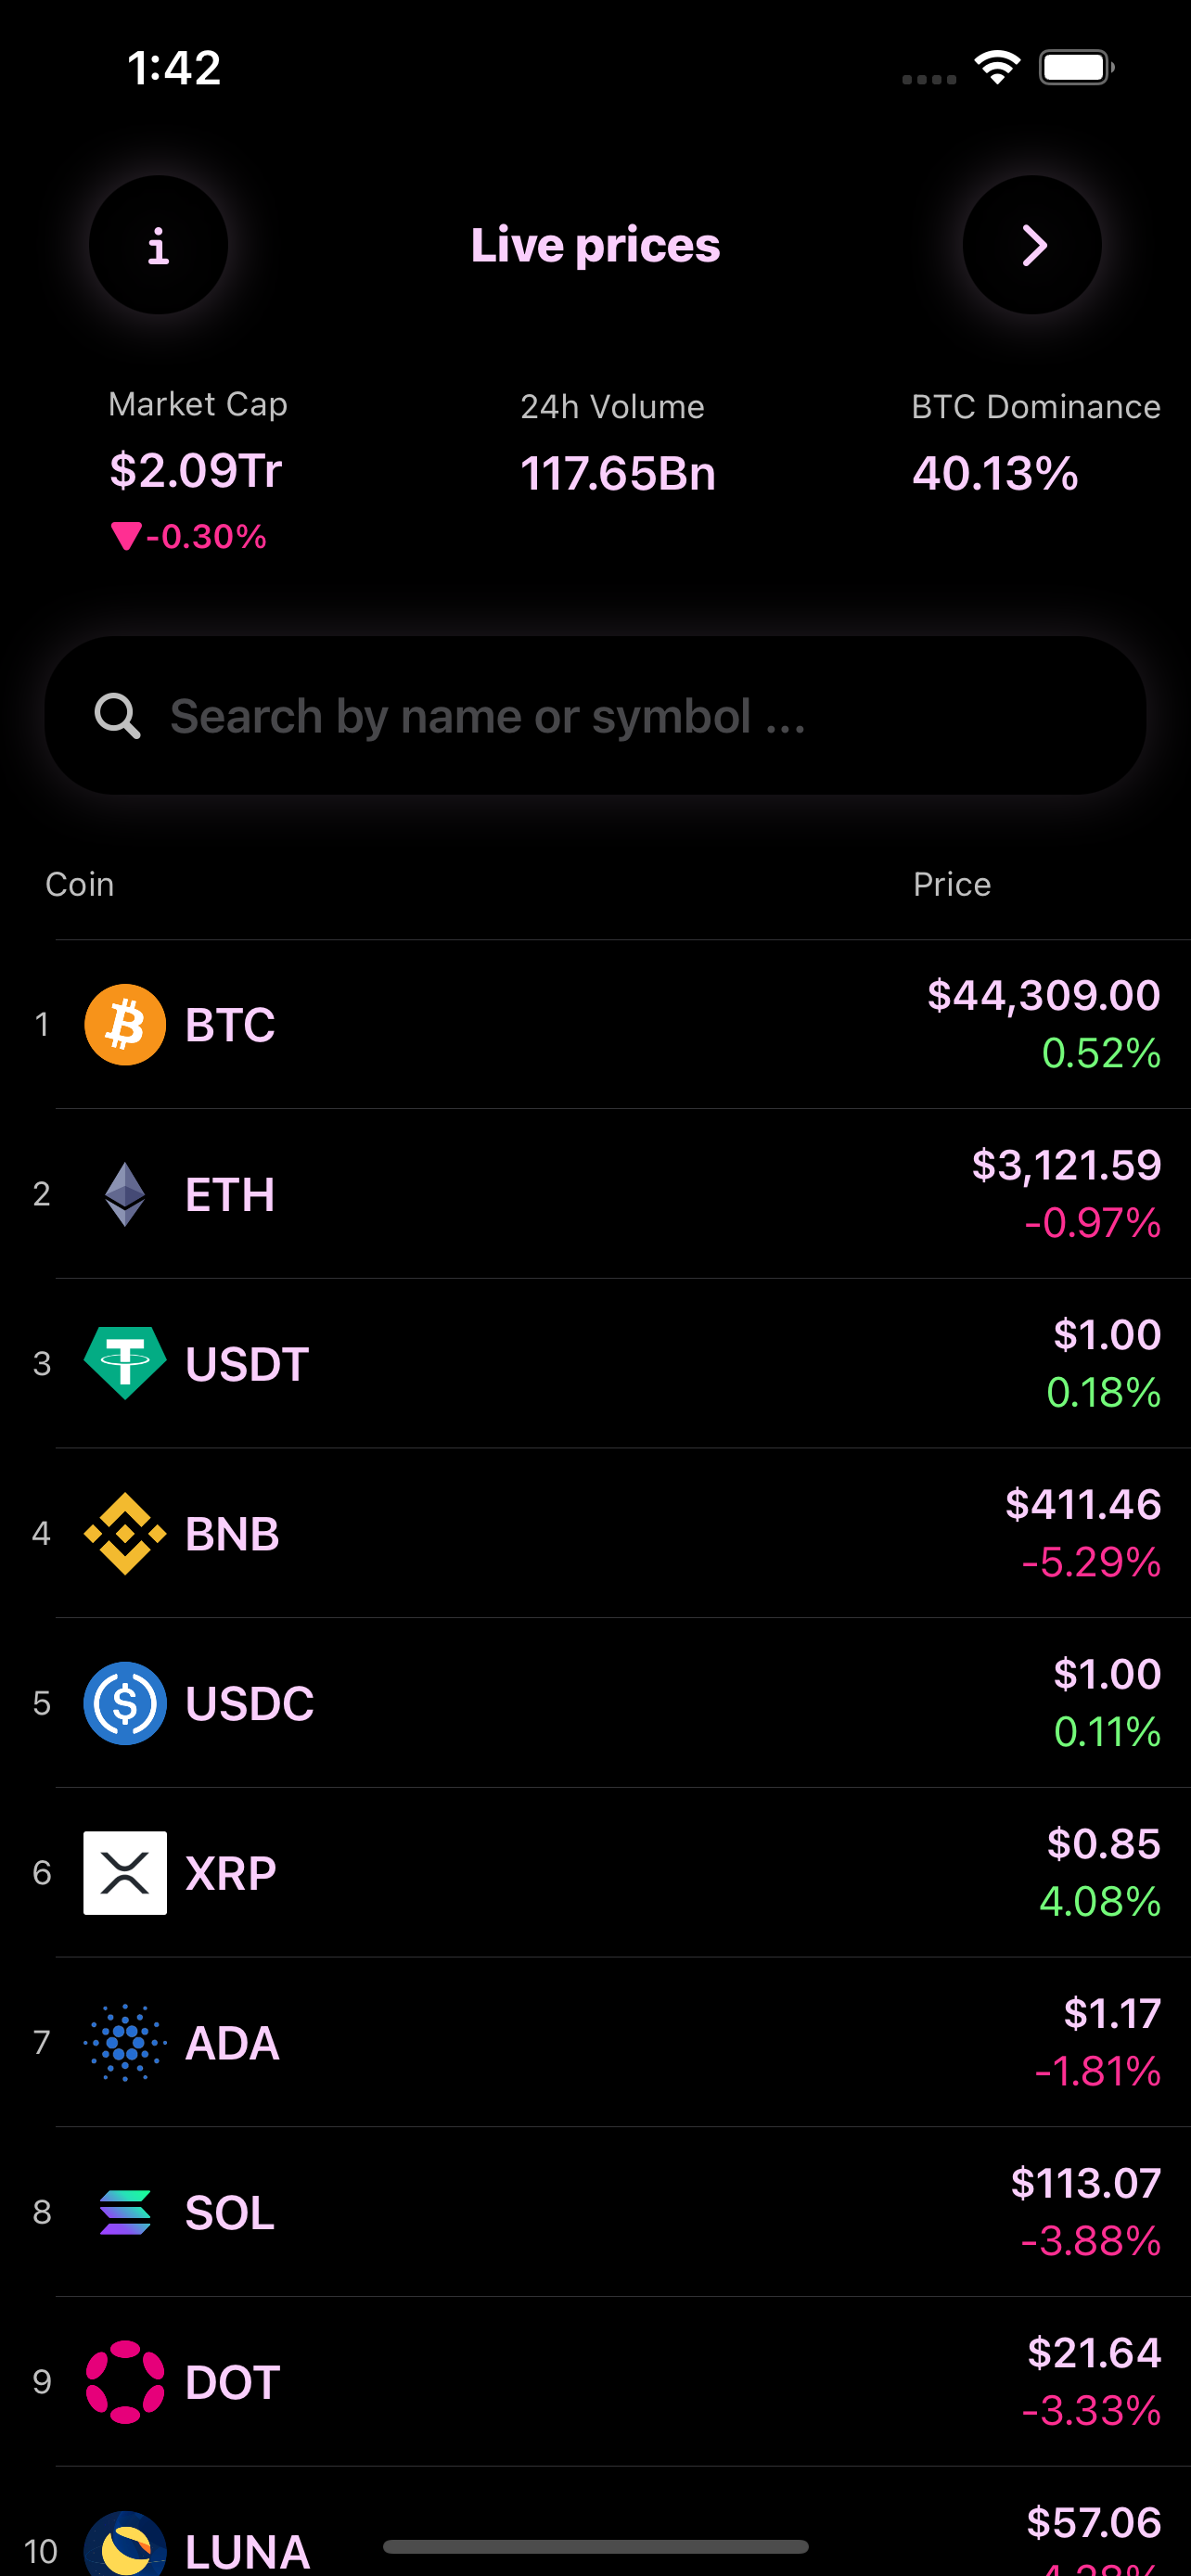 1:42
i
Live prices
Market Cap
24h Volume
BTC Dominance
$2.09Tr
117.65Bn
40.13%
-0.30%
Search by name or symbol ...
Coin
Price
1
BTC
$44,309.00
0.52%
2
ETH
$3,121.59
-0.97%
3
USDT
$1.00
0.18%
4
BNB
$411.46
-5.29%
5
USDC
$1.00
0.11%
6
XRP
$0.85
4.08%
7
ADA
$1.17
-1.81%
8
SOL
$113.07
-3.88%
9
DOT
$21.64
-3.33%
10
LUNA
$57.06